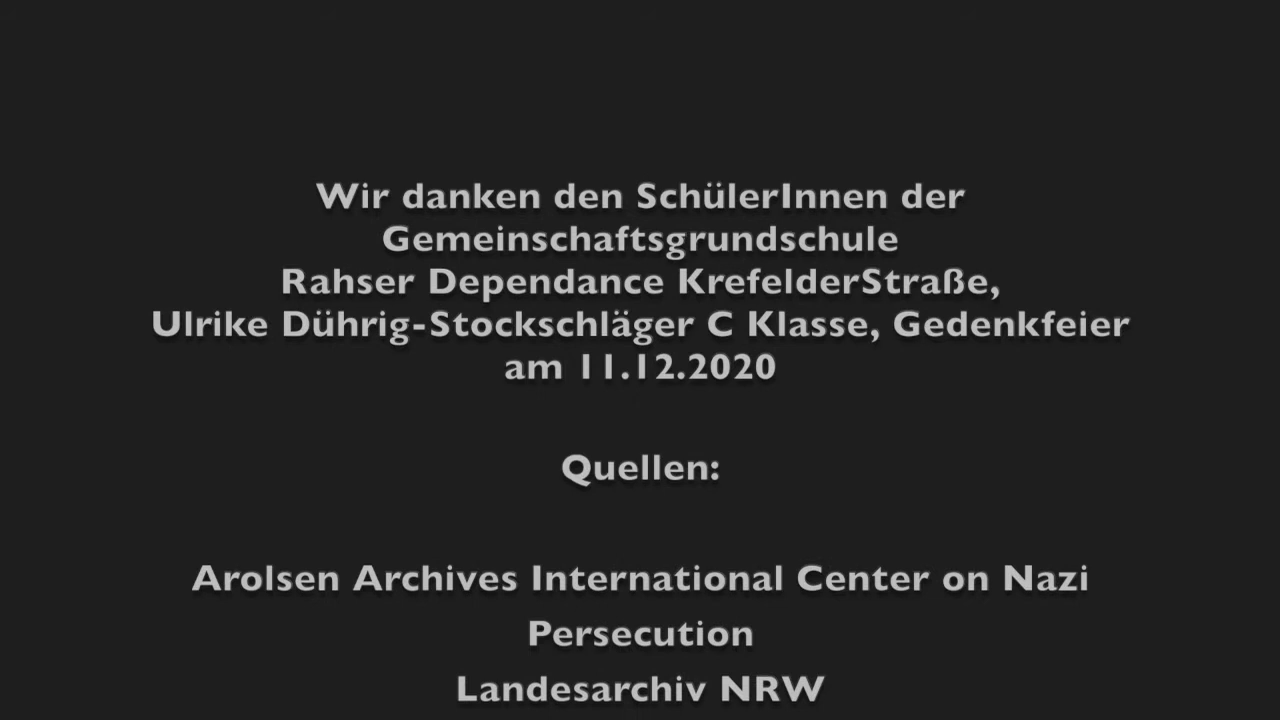 Wir danken den SchülerInnen der
Gemeinschaftsgrundschule
Rahser Dependance KrefelderStraße,
Ulrike Dührig-Stockschläger C Klasse, Gedenkfeier
am 11.12.2020
Quellen:
Arolsen Archives International Center on Nazi
Persecution
Landesarchiv NRW